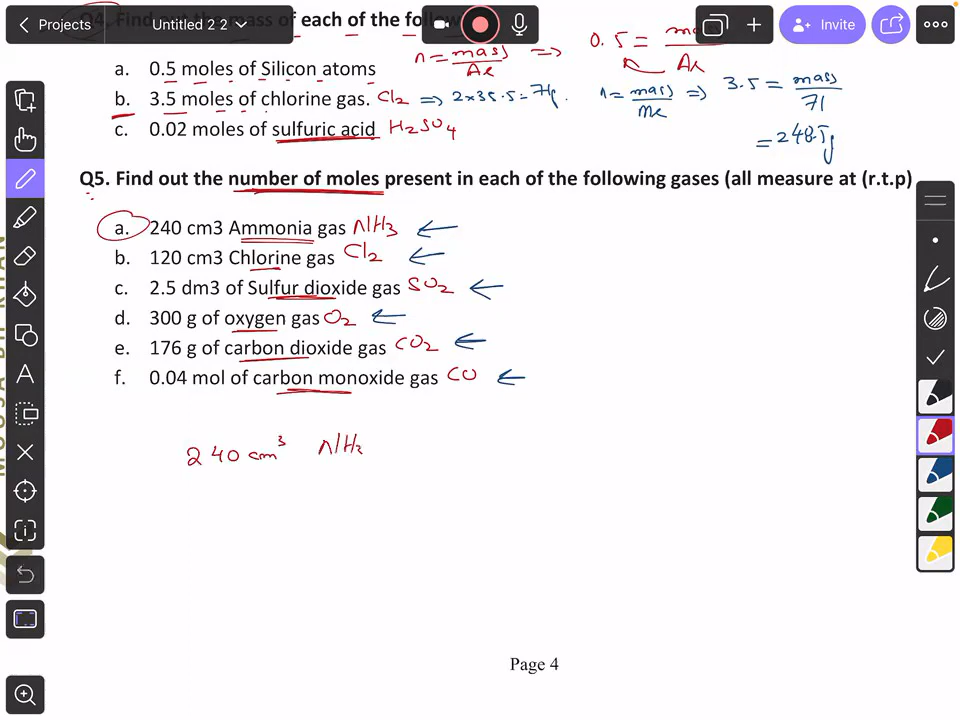 Projects
Untitled 2 2
Invite
Q4. Find out the mass of each of the
a. 0.5 moles of Silicon atoms
n = mass / Ar ⇒ 0.5 = / Ar
b. 3.5 moles of chlorine gas. Cl2 ⇒ 2x35.5=71g. n = mass / Mr ⇒ 3.5 = mass / 71
c. 0.02 moles of sulfuric acid H2SO4
= 248.5g
Q5. Find out the number of moles present in each of the following gases (all measure at (r.t.p)
a. 240 cm3 Ammonia gas NH3
b. 120 cm3 Chlorine gas Cl2
c. 2.5 dm3 of Sulfur dioxide gas SO2
d. 300 g of oxygen gas O2
e. 176 g of carbon dioxide gas CO2
f. 0.04 mol of carbon monoxide gas CO
240 cm3 NH3
Page 4